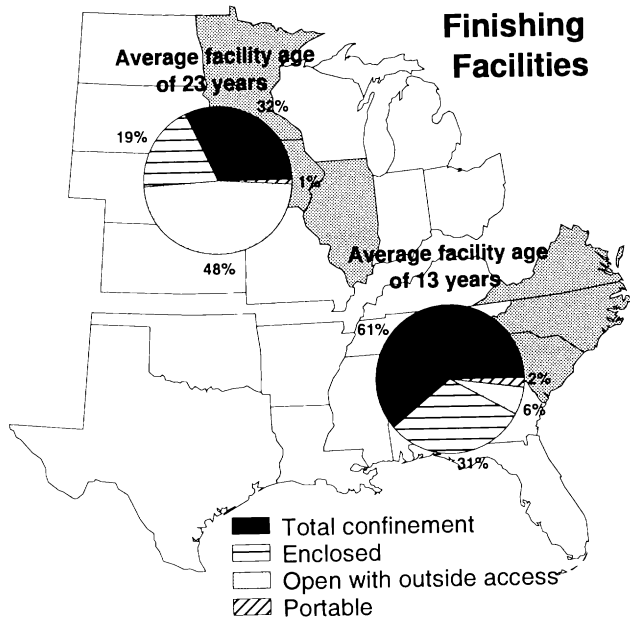 Finishing
Facilities
Average facility age
of 23 years
32%
19%
1%
48%
Average facility age
of 13 years
61%
2%
6%
31%
Total confinement
Enclosed
Open with outside access
Portable